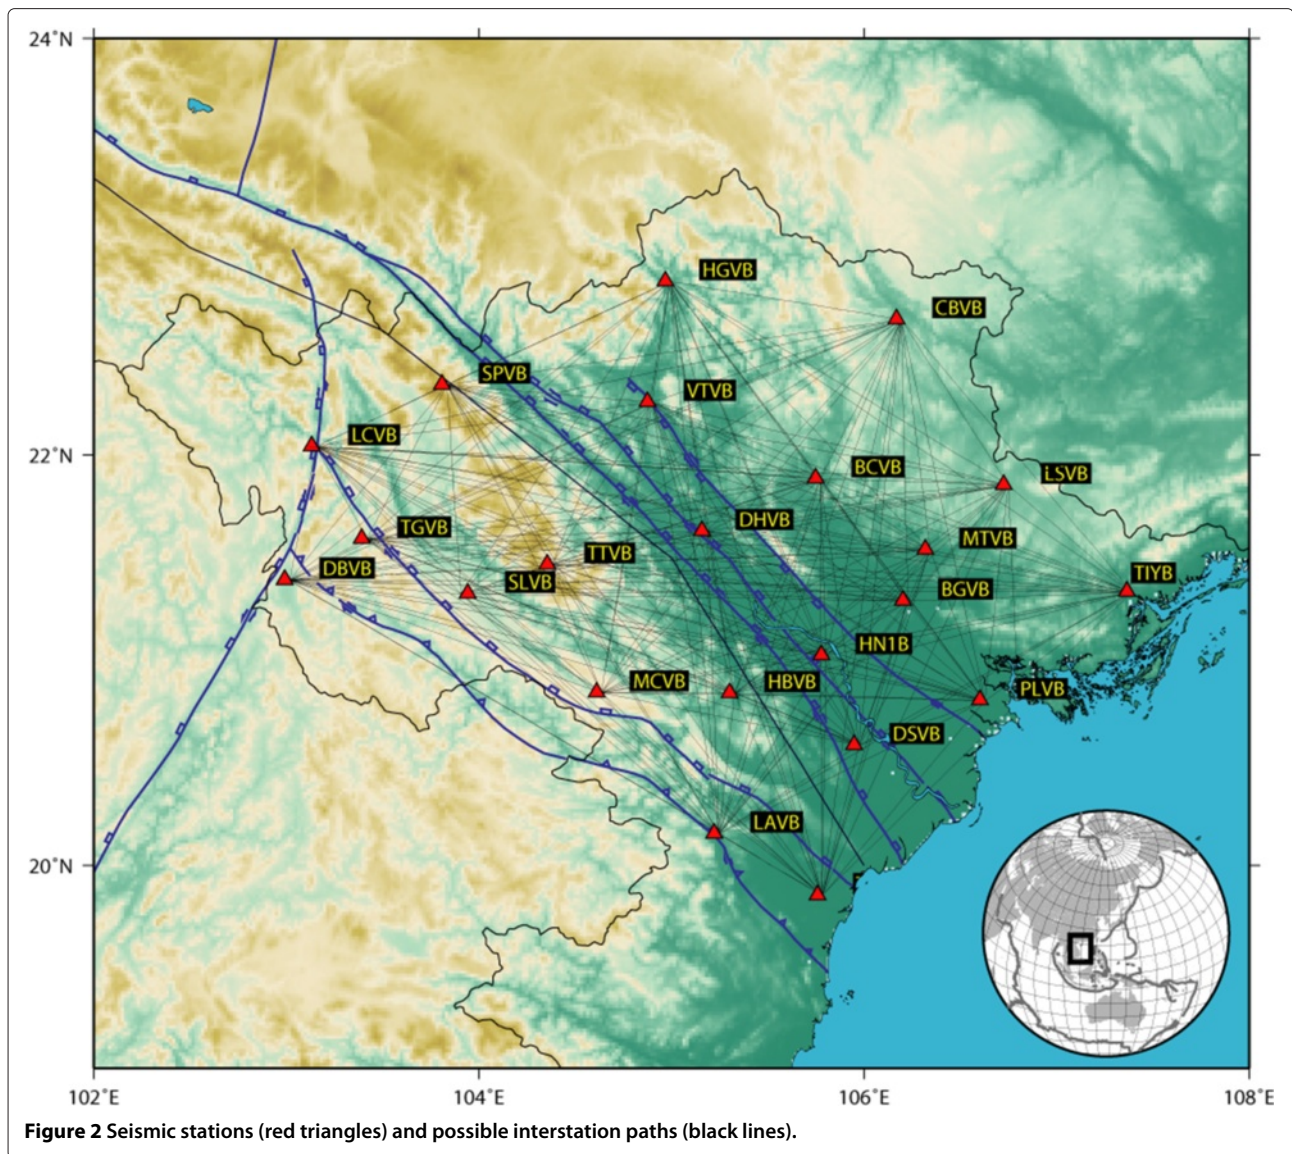 24°N
HGVB
CBVB
SPVB
VTVB
LCVB
22°N
BCVB
LSVB
TGVB
DHVB
MTVB
DBVB
TTVB
SLVB
BGVB
TIYB
HN1B
MCVB
HBVB
PLVB
DSVB
LAVB
20°N
102°E
104°E
106°E
108°E
Figure 2 Seismic stations (red triangles) and possible interstation paths (black lines).